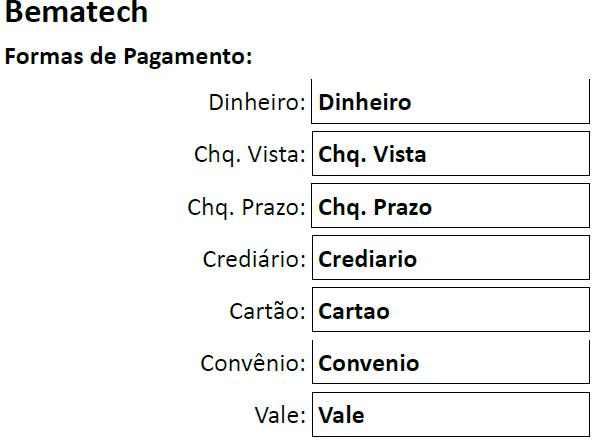 Bematech
Formas de Pagamento:
Dinheiro: Dinheiro
Chq. Vista: Chq. Vista
Chq. Prazo: Chq. Prazo
Crediário: Crediario
Cartão: Cartao
Convênio: Convenio
Vale: Vale